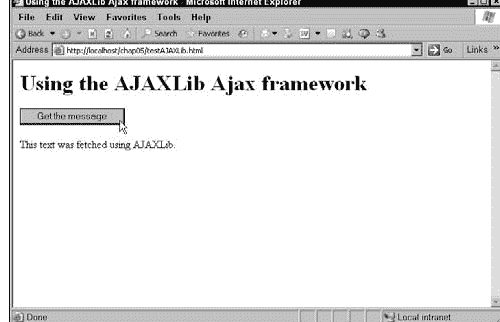 Using the AJAXLib Ajax framework - Microsoft Internet Explorer
File Edit View Favorites Tools Help
Back Search Favorites
Address http://localhost/chap05/testAJAXLib.html Go Links »
Using the AJAXLib Ajax framework
Get the message
This text was fetched using AJAXLib.
Done Local intranet